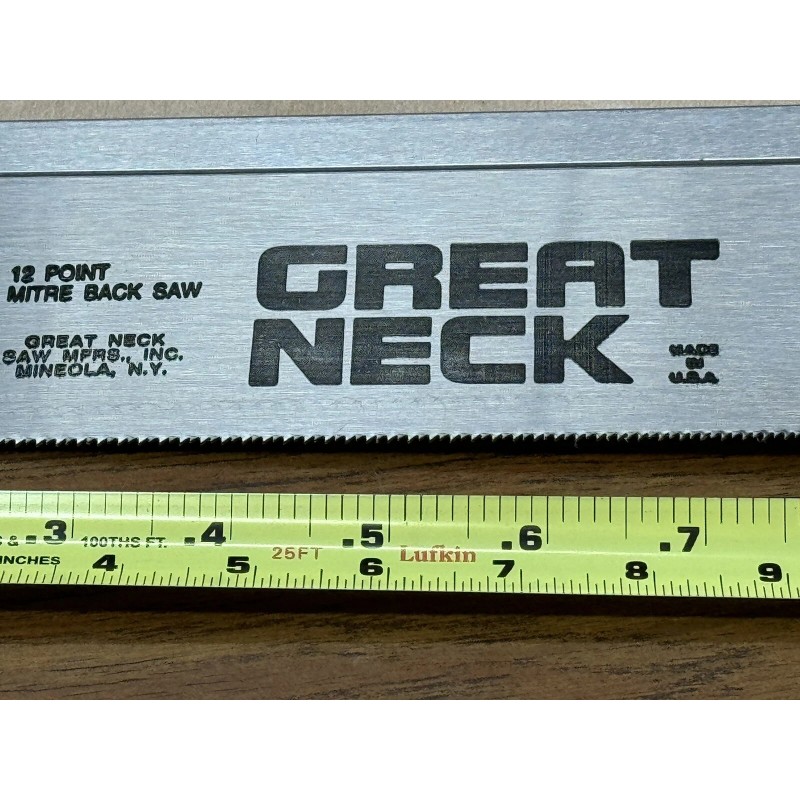 12 POINT
MITRE BACK SAW
GREAT NECK
SAW MFRS., INC.
MINEOLA, N.Y.
GREAT
NECK
MADE
IN
U.S.A.
& .3 100THS FT. .4 .5 .6 .7
25FT Lufkin
INCHES 4 5 6 7 8 9